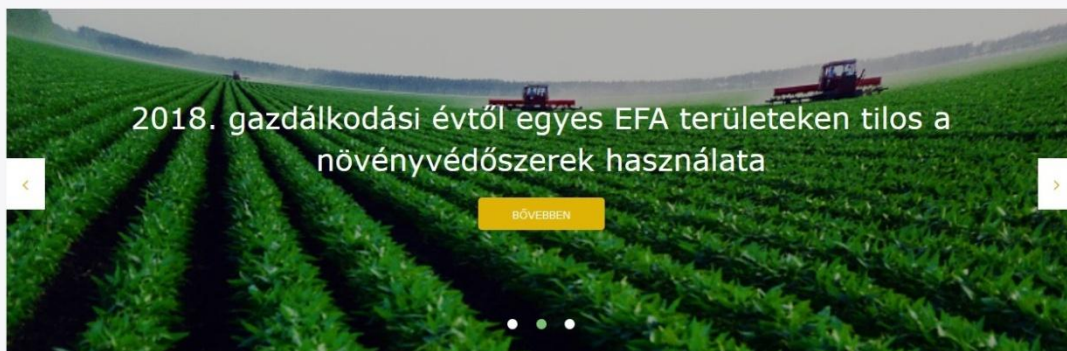 2018. gazdálkodási évtől egyes EFA területeken tilos a
növényvédőszerek használata
BŐVEBBEN